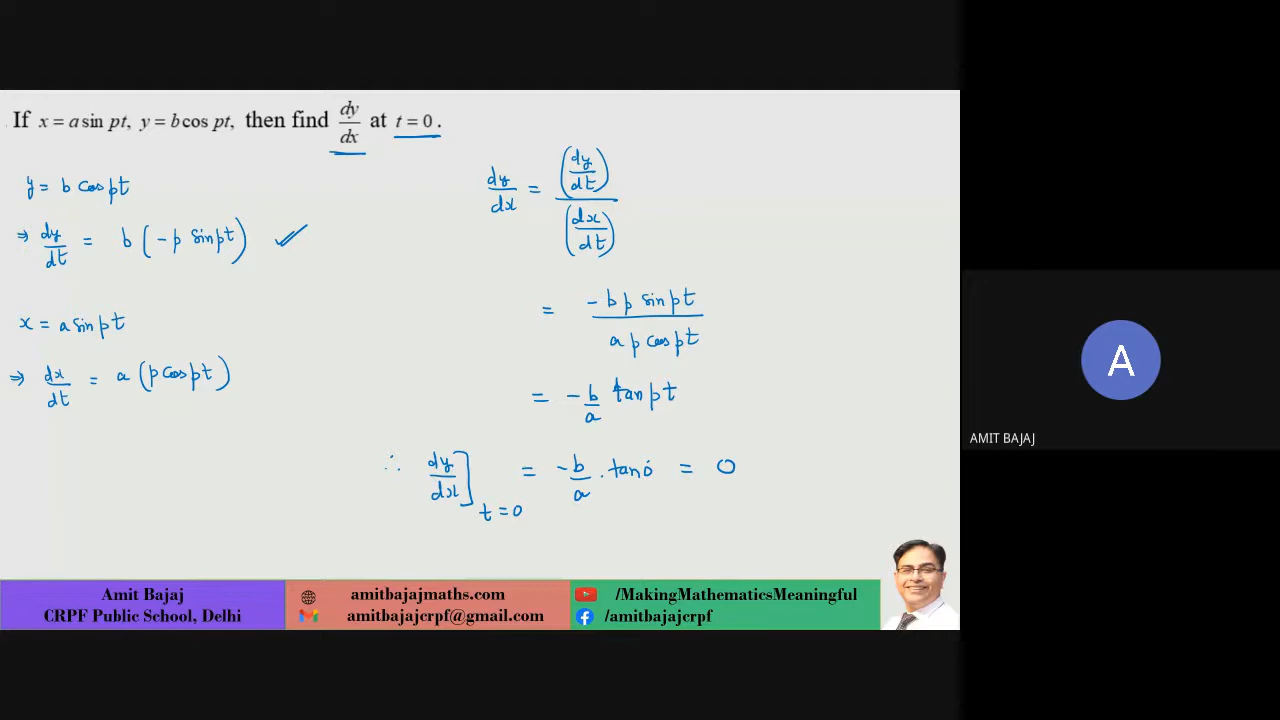 If x = a sin pt, y = b cos pt, then find dy/dx at t = 0.
y = b cos pt
⇒ dy/dt = b (-p sin pt) ✓
x = a sin pt
⇒ dx/dt = a (p cos pt)
dy/dx = (dy/dt)/(dx/dt)
= -b p sin pt / a p cos pt
= -b/a tan pt
∴ dy/dx]t=0 = -b/a . tan 0 = 0
A
AMIT BAJAJ
Amit Bajaj
CRPF Public School, Delhi
amitbajajmaths.com
amitbajajcrpf@gmail.com
/MakingMathematicsMeaningful
/amitbajajcrpf